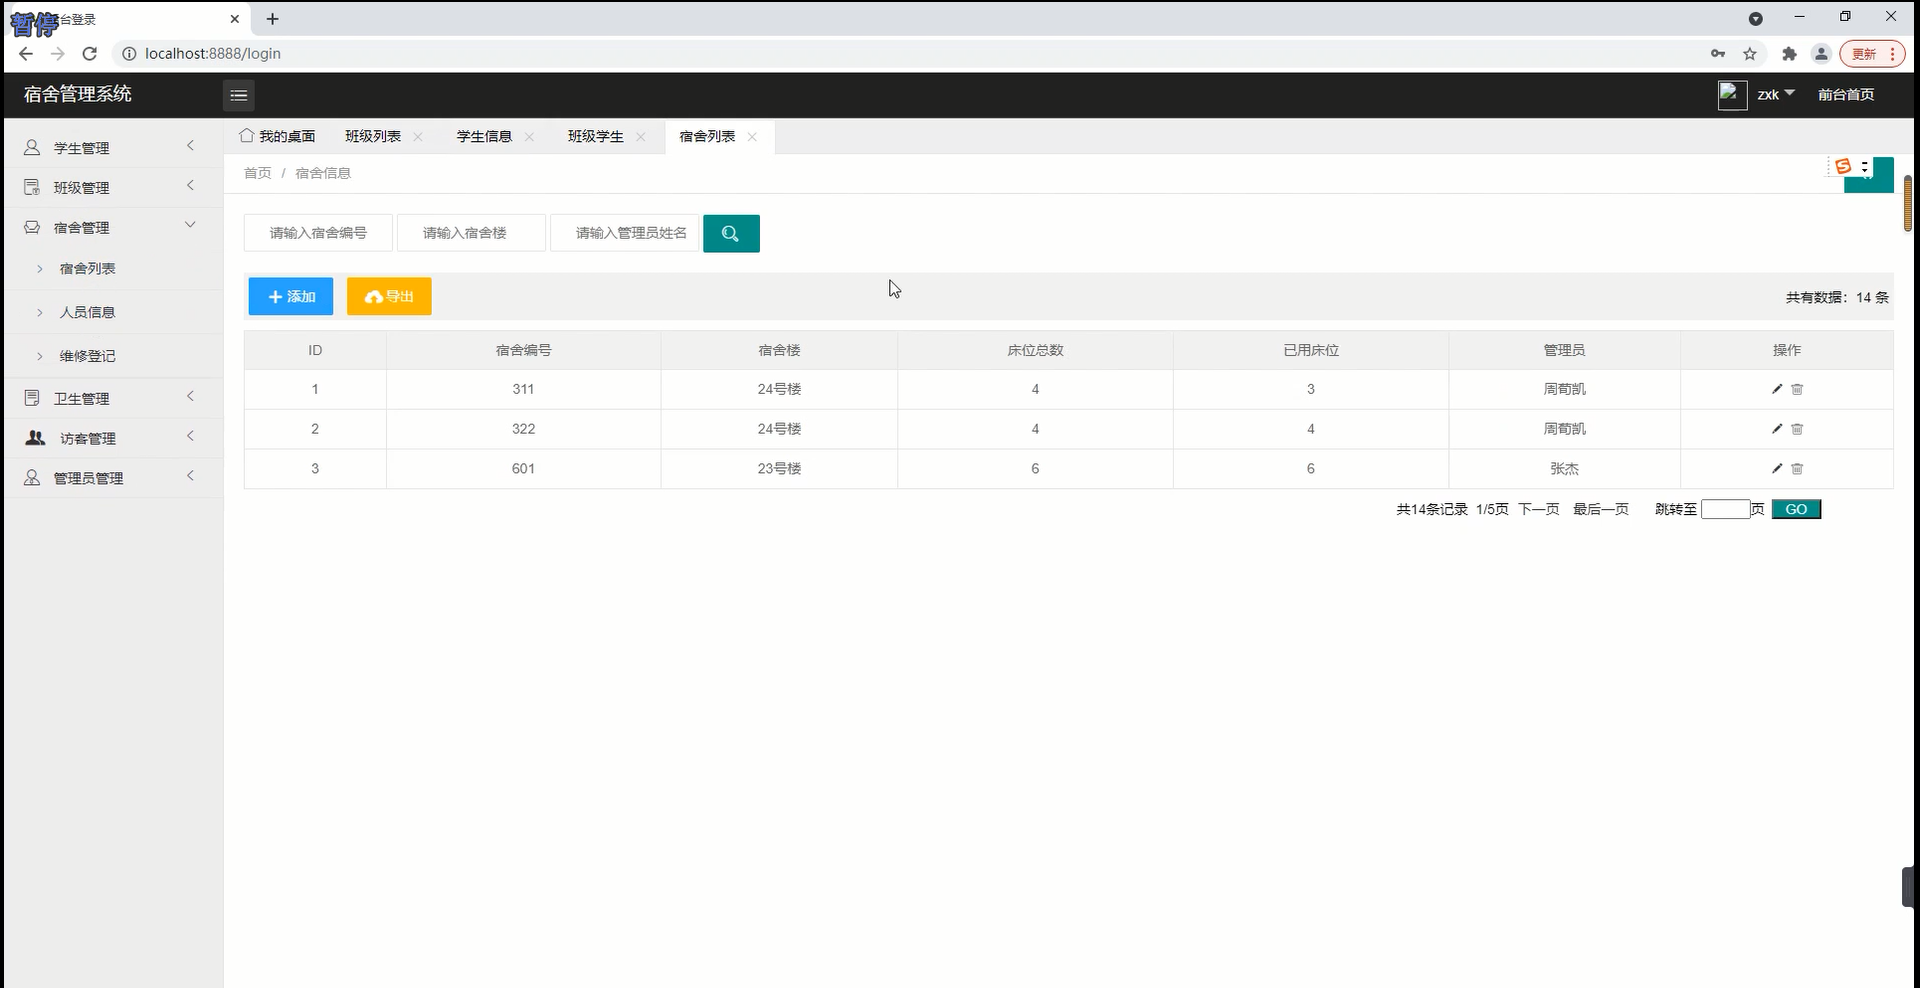 暂停
台登录
localhost:8888/login
更新
宿舍管理系统
zxk
前台首页
学生管理
班级管理
宿舍管理
宿舍列表
人员信息
维修登记
卫生管理
访客管理
管理员管理
我的桌面 班级列表 学生信息 班级学生 宿舍列表
首页 / 宿舍信息
请输入宿舍编号 请输入宿舍楼 请输入管理员姓名
添加 导出 共有数据：14 条
ID 宿舍编号 宿舍楼 床位总数 已用床位 管理员 操作
1 311 24号楼 4 3 周荀凯
2 322 24号楼 4 4 周荀凯
3 601 23号楼 6 6 张杰
共14条记录 1/5页 下一页 最后一页 跳转至 页 GO